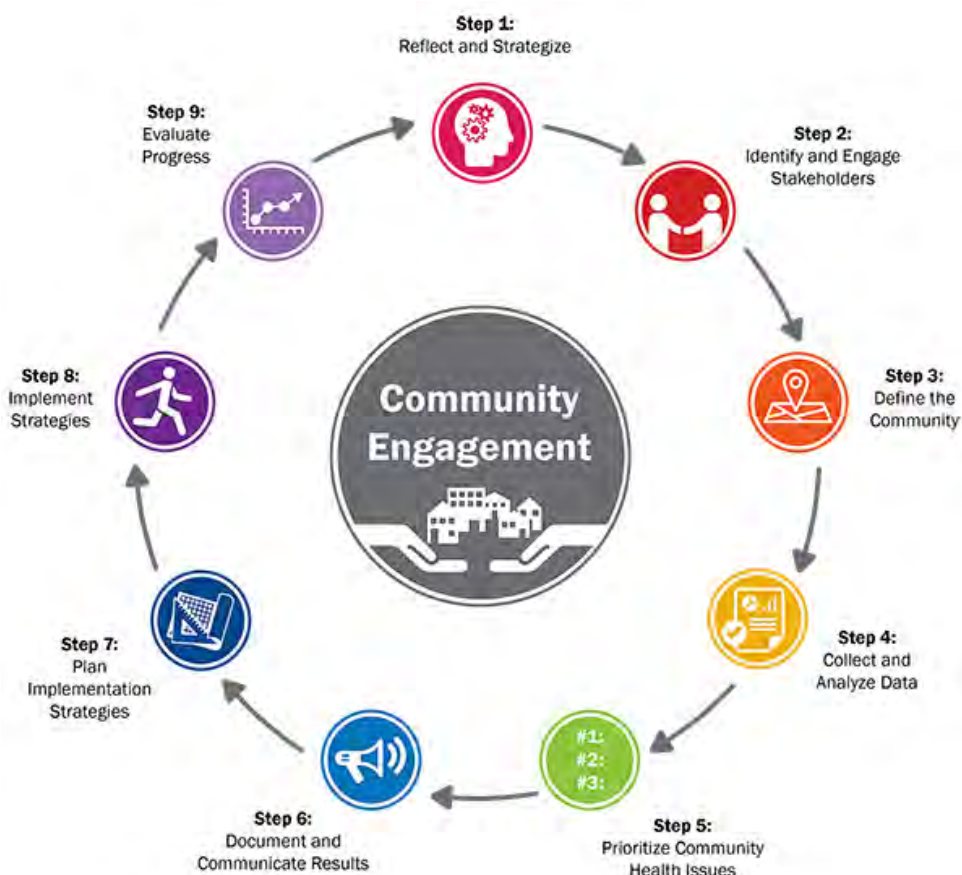 Step 1:
Reflect and Strategize
Step 2:
Identify and Engage
Stakeholders
Step 3:
Define the
Community
Step 4:
Collect and
Analyze Data
#1:
#2:
#3:
Step 5:
Prioritize Community
Health Issues
Step 6:
Document and
Communicate Results
Step 7:
Plan
Implementation
Strategies
Step 8:
Implement
Strategies
Step 9:
Evaluate
Progress
Community
Engagement